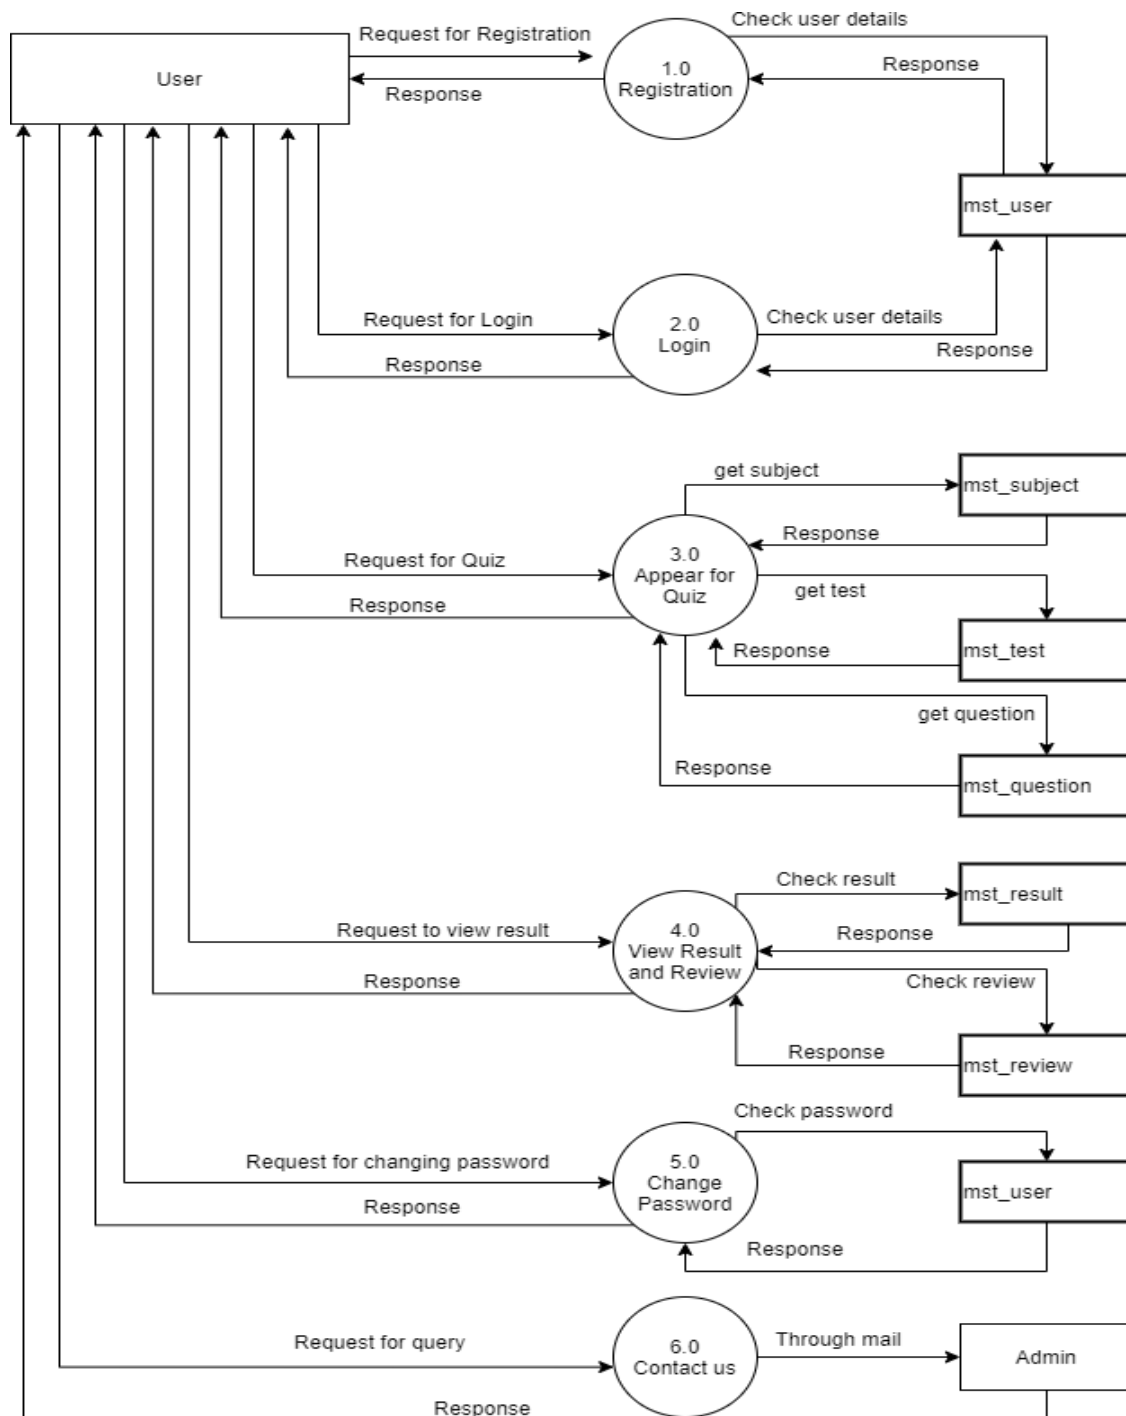 Check user details
Request for Registration
1.0
Registration
Response
User
Response
mst_user
Request for Login
2.0
Login
Check user details
Response
Response
get subject
mst_subject
Response
Request for Quiz
3.0
Appear for
Quiz
get test
Response
mst_test
Response
get question
Response
mst_question
Check result
mst_result
Request to view result
4.0
View Result
and Review
Response
Response
Check review
Response
mst_review
Check password
Request for changing password
5.0
Change
Password
mst_user
Response
Response
Request for query
6.0
Contact us
Through mail
Admin
Response